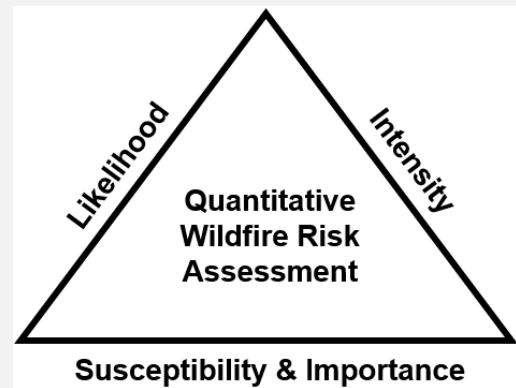 Likelihood
Intensity
Quantitative
Wildfire Risk
Assessment
Susceptibility & Importance